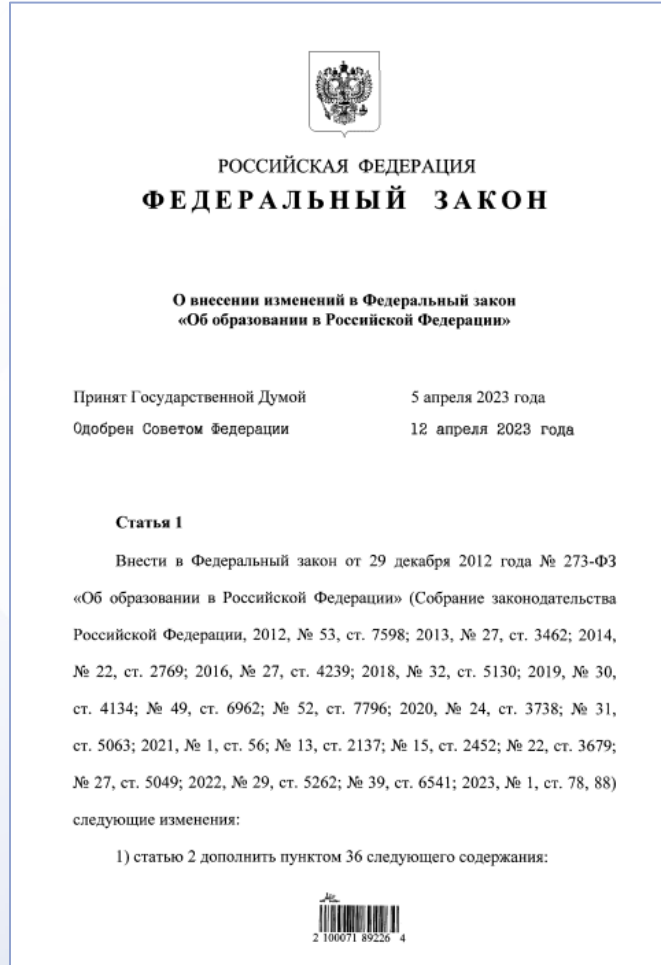 РОССИЙСКАЯ ФЕДЕРАЦИЯ
ФЕДЕРАЛЬНЫЙ ЗАКОН
О внесении изменений в Федеральный закон
«Об образовании в Российской Федерации»
Принят Государственной Думой 5 апреля 2023 года
Одобрен Советом Федерации 12 апреля 2023 года
Статья 1
Внести в Федеральный закон от 29 декабря 2012 года № 273-ФЗ
«Об образовании в Российской Федерации» (Собрание законодательства
Российской Федерации, 2012, № 53, ст. 7598; 2013, № 27, ст. 3462; 2014,
№ 22, ст. 2769; 2016, № 27, ст. 4239; 2018, № 32, ст. 5130; 2019, № 30,
ст. 4134; № 49, ст. 6962; № 52, ст. 7796; 2020, № 24, ст. 3738; № 31,
ст. 5063; 2021, № 1, ст. 56; № 13, ст. 2137; № 15, ст. 2452; № 22, ст. 3679;
№ 27, ст. 5049; 2022, № 29, ст. 5262; № 39, ст. 6541; 2023, № 1, ст. 78, 88)
следующие изменения:
1) статью 2 дополнить пунктом 36 следующего содержания:
2 100071 89226 4